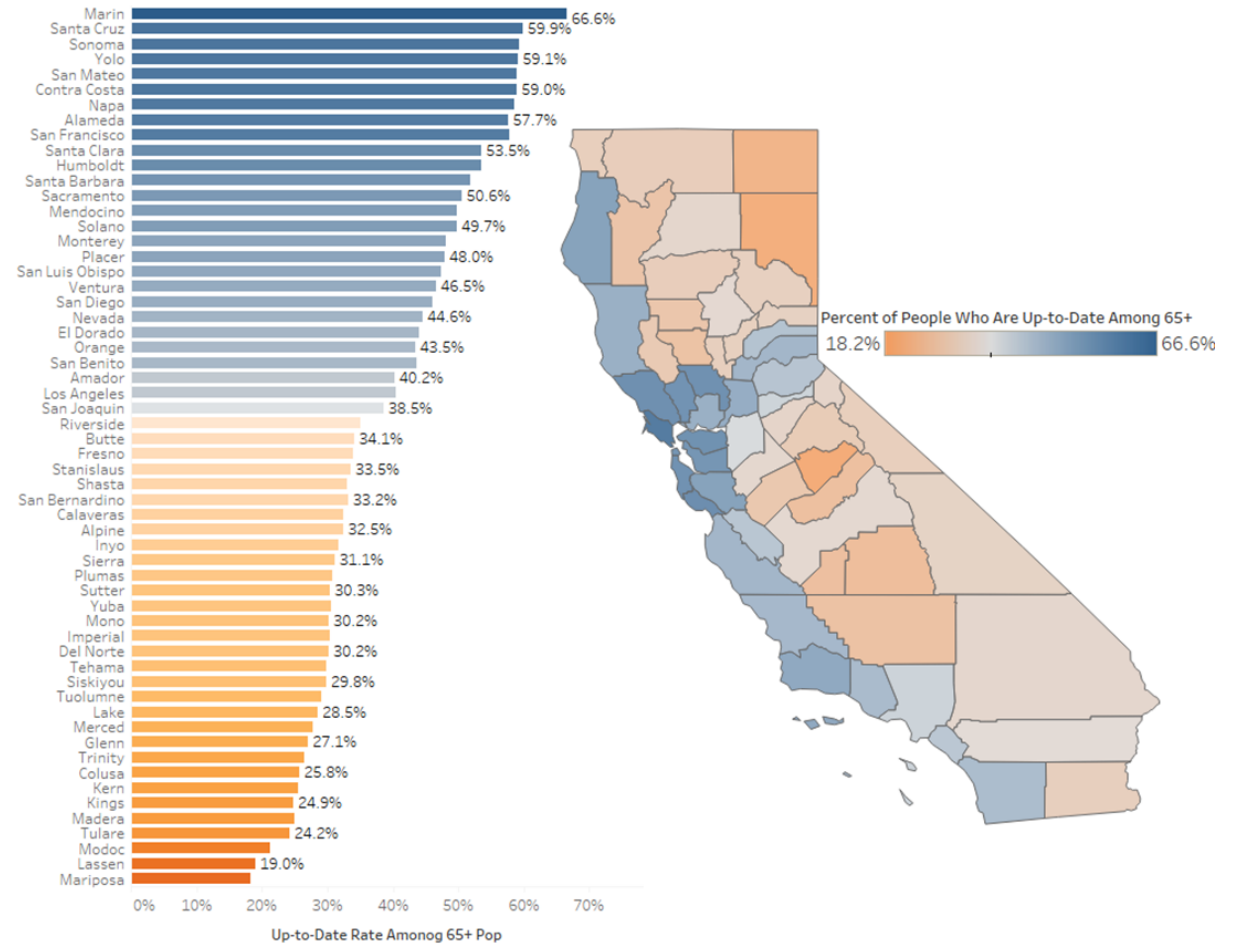 Marin 66.6%
Santa Cruz 59.9%
Sonoma
Yolo 59.1%
San Mateo
Contra Costa 59.0%
Napa
Alameda 57.7%
San Francisco
Santa Clara 53.5%
Humboldt
Santa Barbara
Sacramento 50.6%
Mendocino
Solano 49.7%
Monterey
Placer 48.0%
San Luis Obispo
Ventura 46.5%
San Diego
Nevada 44.6%
El Dorado
Orange 43.5%
San Benito
Amador 40.2%
Los Angeles
San Joaquin 38.5%
Riverside
Butte 34.1%
Fresno
Stanislaus 33.5%
Shasta
San Bernardino 33.2%
Calaveras
Alpine 32.5%
Inyo
Sierra 31.1%
Plumas
Sutter 30.3%
Yuba
Mono 30.2%
Imperial
Del Norte 30.2%
Tehama
Siskiyou 29.8%
Tuolumne
Lake 28.5%
Merced
Glenn 27.1%
Trinity
Colusa 25.8%
Kern
Kings 24.9%
Madera
Tulare 24.2%
Modoc
Lassen 19.0%
Mariposa
0% 10% 20% 30% 40% 50% 60% 70%
Up-to-Date Rate Amonog 65+ Pop
Percent of People Who Are Up-to-Date Among 65+
18.2% 66.6%